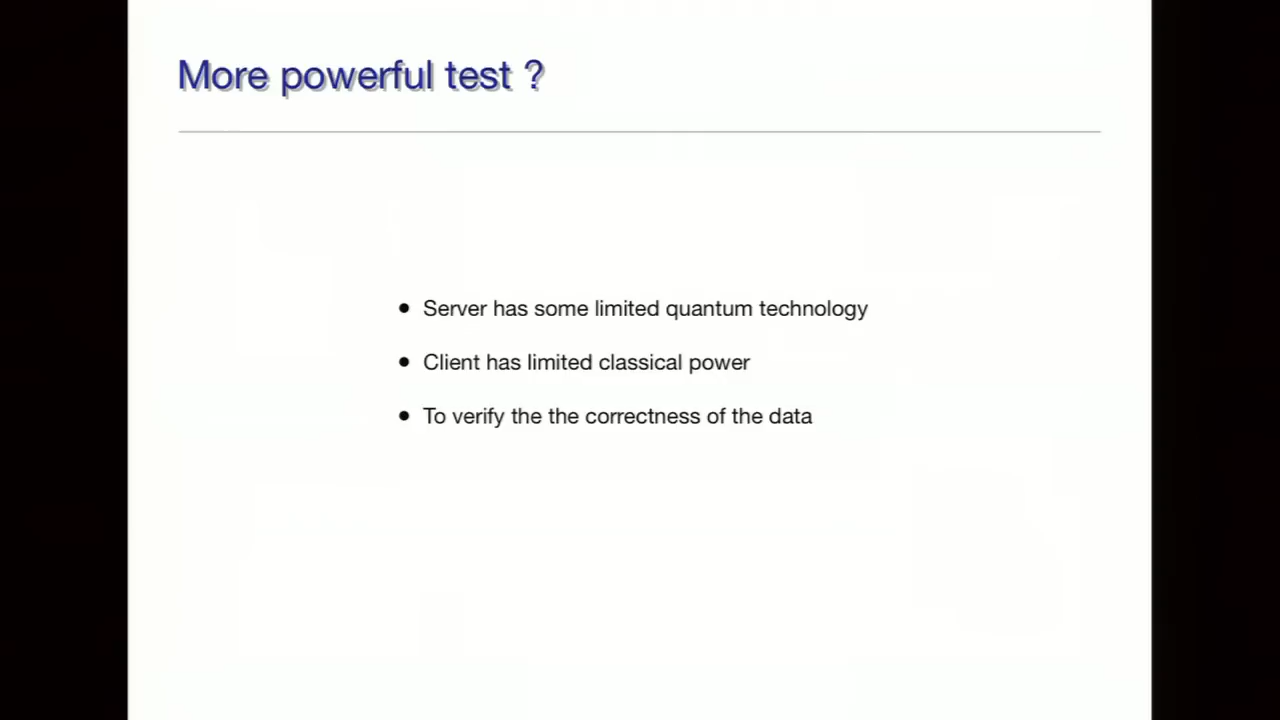 More powerful test ?
• Server has some limited quantum technology
• Client has limited classical power
• To verify the the correctness of the data